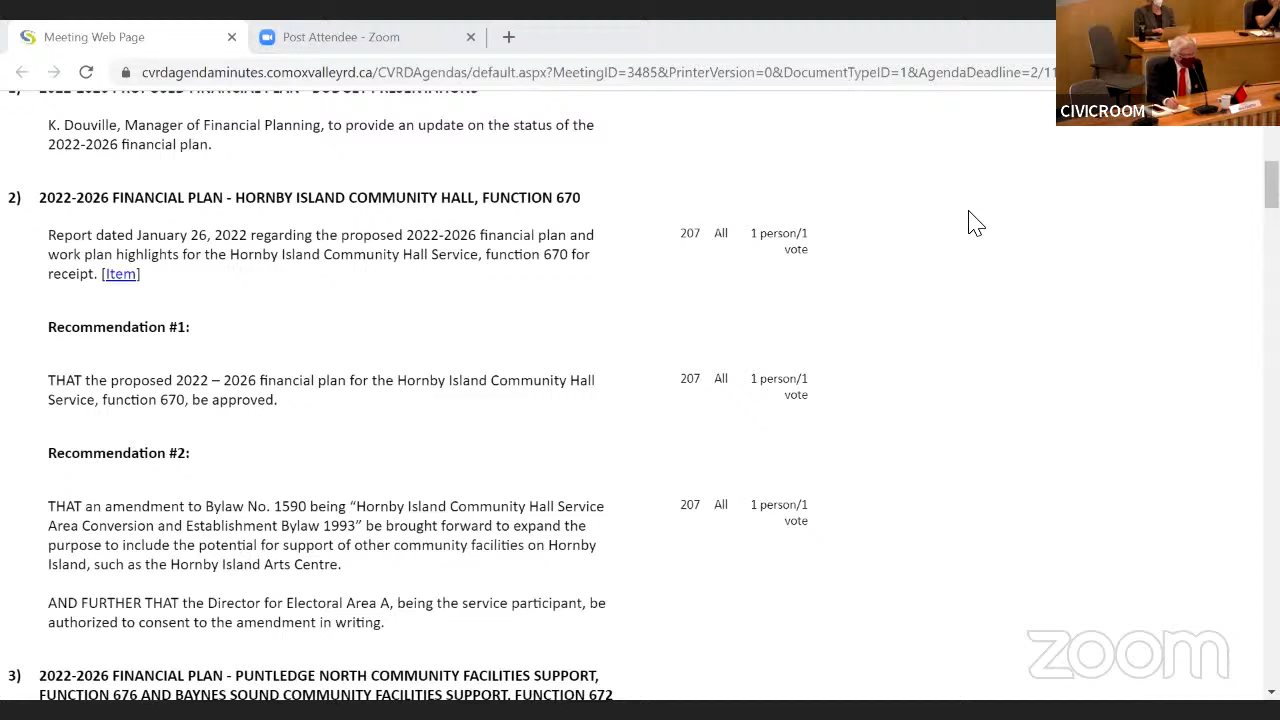 Meeting Web Page
Post Attendee - Zoom
cvrdagendaminutes.comoxvalleyrd.ca/CVRDAgendas/default.aspx?MeetingID=3485&PrinterVersion=0&DocumentTypeID=1&AgendaDeadline=2/11
CIVICROOM
1) 2022-2026 PROPOSED FINANCIAL PLAN - BUDGET PRESENTATIONS
K. Douville, Manager of Financial Planning, to provide an update on the status of the
2022-2026 financial plan.
2) 2022-2026 FINANCIAL PLAN - HORNBY ISLAND COMMUNITY HALL, FUNCTION 670
Report dated January 26, 2022 regarding the proposed 2022-2026 financial plan and
work plan highlights for the Hornby Island Community Hall Service, function 670 for
receipt. [Item]
207 All 1 person/1
vote
Recommendation #1:
THAT the proposed 2022 – 2026 financial plan for the Hornby Island Community Hall
Service, function 670, be approved.
207 All 1 person/1
vote
Recommendation #2:
THAT an amendment to Bylaw No. 1590 being “Hornby Island Community Hall Service
Area Conversion and Establishment Bylaw 1993” be brought forward to expand the
purpose to include the potential for support of other community facilities on Hornby
Island, such as the Hornby Island Arts Centre.
207 All 1 person/1
vote
AND FURTHER THAT the Director for Electoral Area A, being the service participant, be
authorized to consent to the amendment in writing.
3) 2022-2026 FINANCIAL PLAN - PUNTLEDGE NORTH COMMUNITY FACILITIES SUPPORT,
FUNCTION 676 AND BAYNES SOUND COMMUNITY FACILITIES SUPPORT, FUNCTION 672
zoom